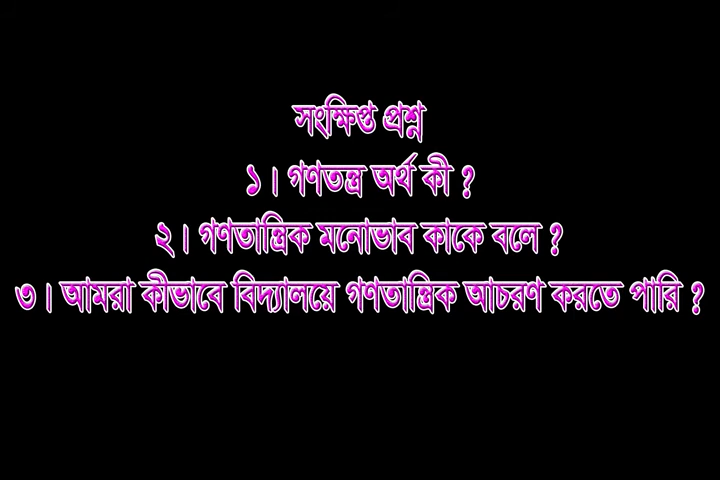 সংক্ষিপ্ত প্রশ্ন
১। গণতন্ত্র অর্থ কী ?
২। গণতান্ত্রিক মনোভাব কাকে বলে ?
৩। আমরা কীভাবে বিদ্যালয়ে গণতান্ত্রিক আচরণ করতে পারি ?